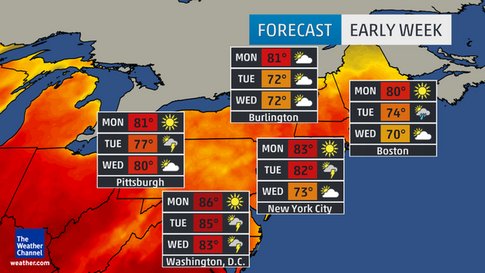 FORECAST EARLY WEEK
MON 81°
TUE 72°
WED 72°
Burlington
MON 80°
TUE 74°
WED 70°
Boston
MON 81°
TUE 77°
WED 80°
Pittsburgh
MON 83°
TUE 82°
WED 73°
New York City
MON 86°
TUE 85°
WED 83°
Washington, D.C.
The
Weather
Channel
weather.com